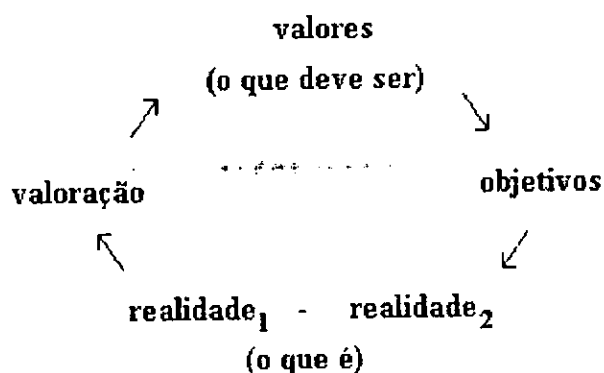 valores
(o que deve ser)
valoração objetivos
realidade₁ - realidade₂
(o que é)